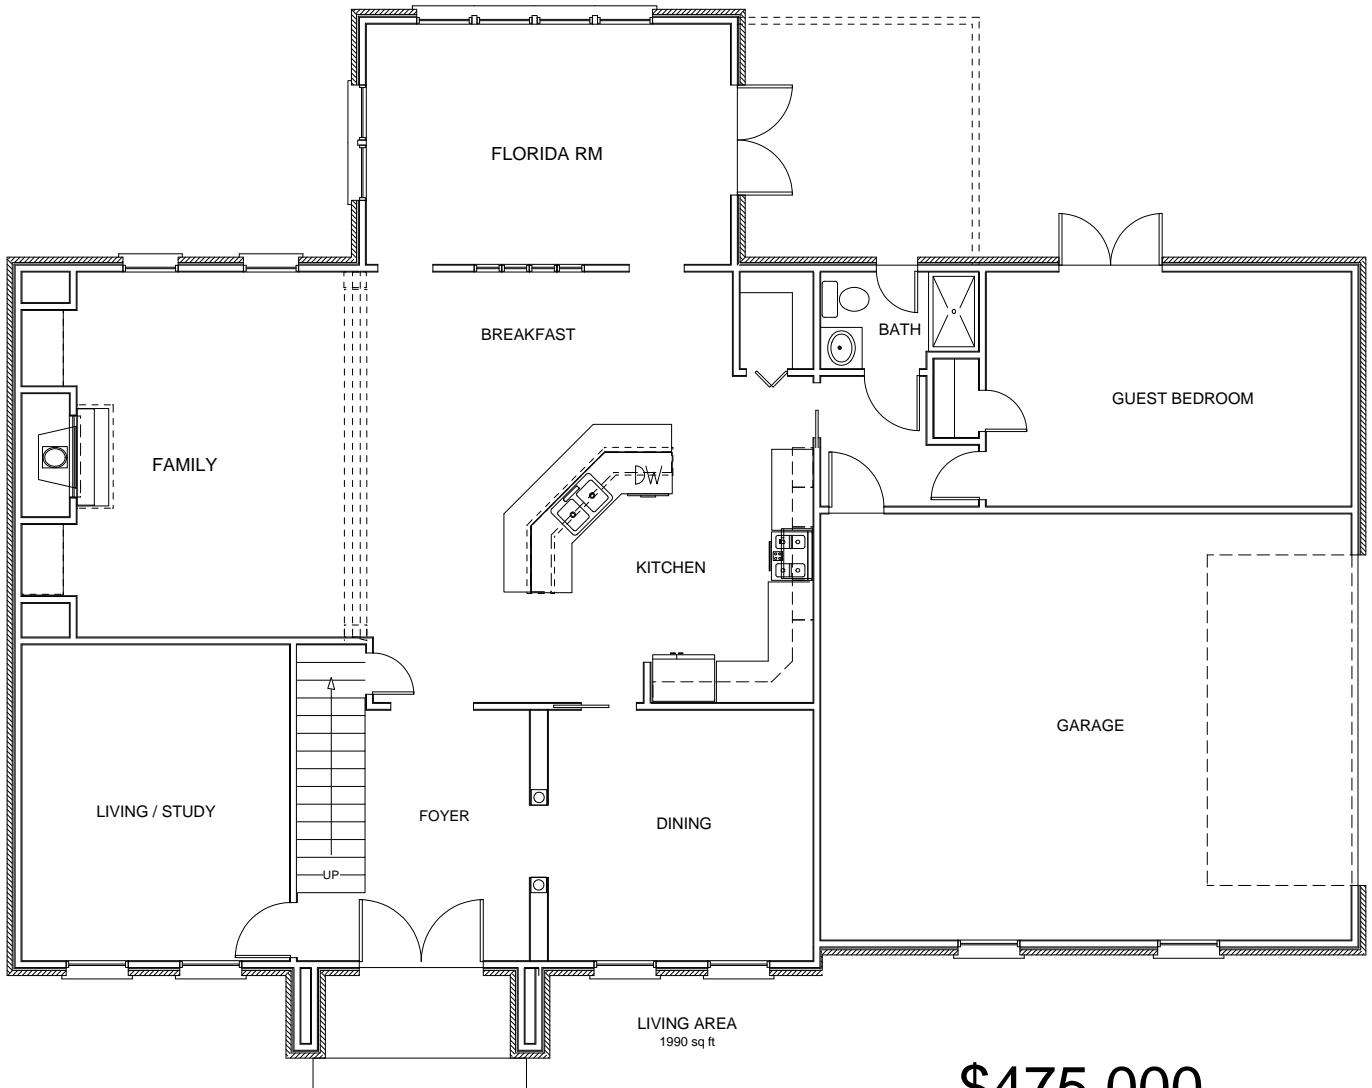 FLORIDA RM
BREAKFAST
BATH
GUEST BEDROOM
FAMILY
DW
KITCHEN
GARAGE
LIVING / STUDY
FOYER
DINING
UP
LIVING AREA
1990 sq ft
$475,000